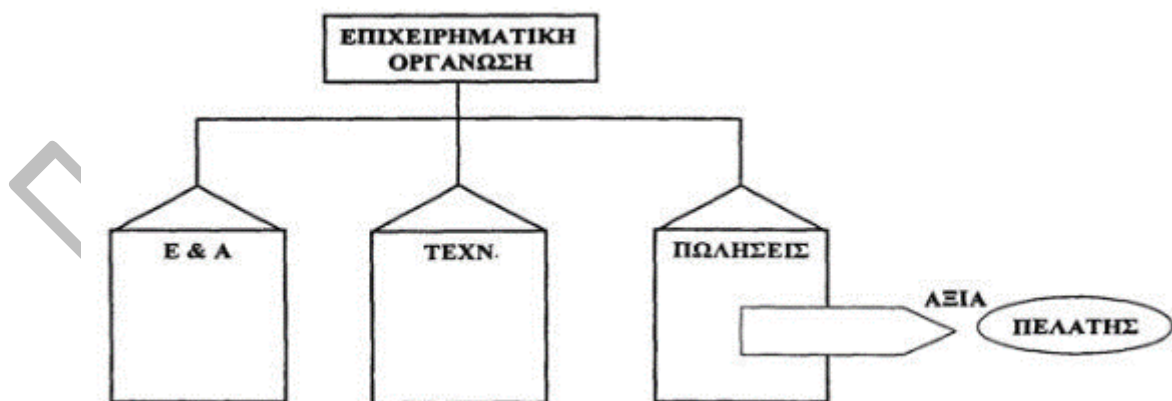 ΕΠΙΧΕΙΡΗΜΑΤΙΚΗ
ΟΡΓΑΝΩΣΗ
Ε & Α
ΤΕΧΝ.
ΠΩΛΗΣΕΙΣ
ΑΞΙΑ
ΠΕΛΑΤΗΣ